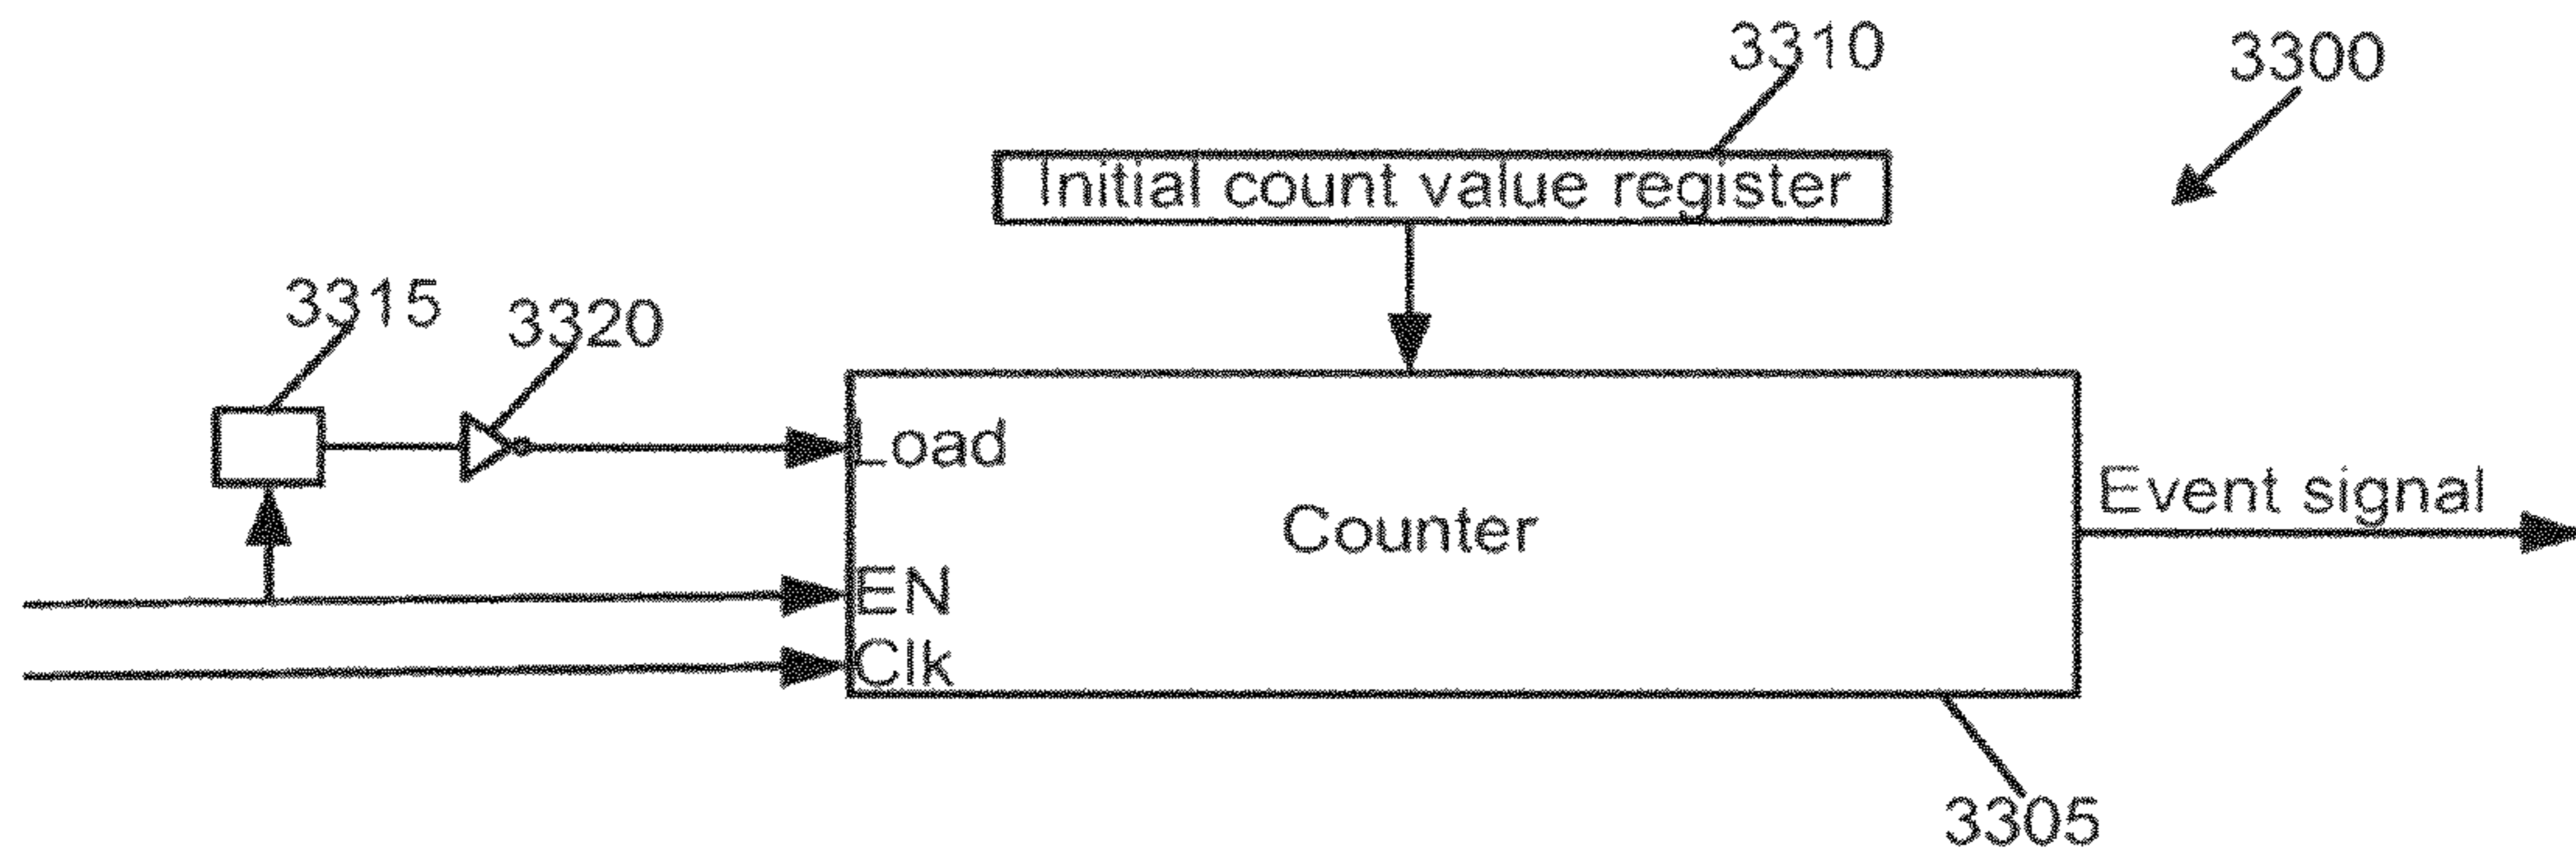 3310
3300
Initial count value register
3315
3320
Load
Event signal
Counter
EN
Clk
3305